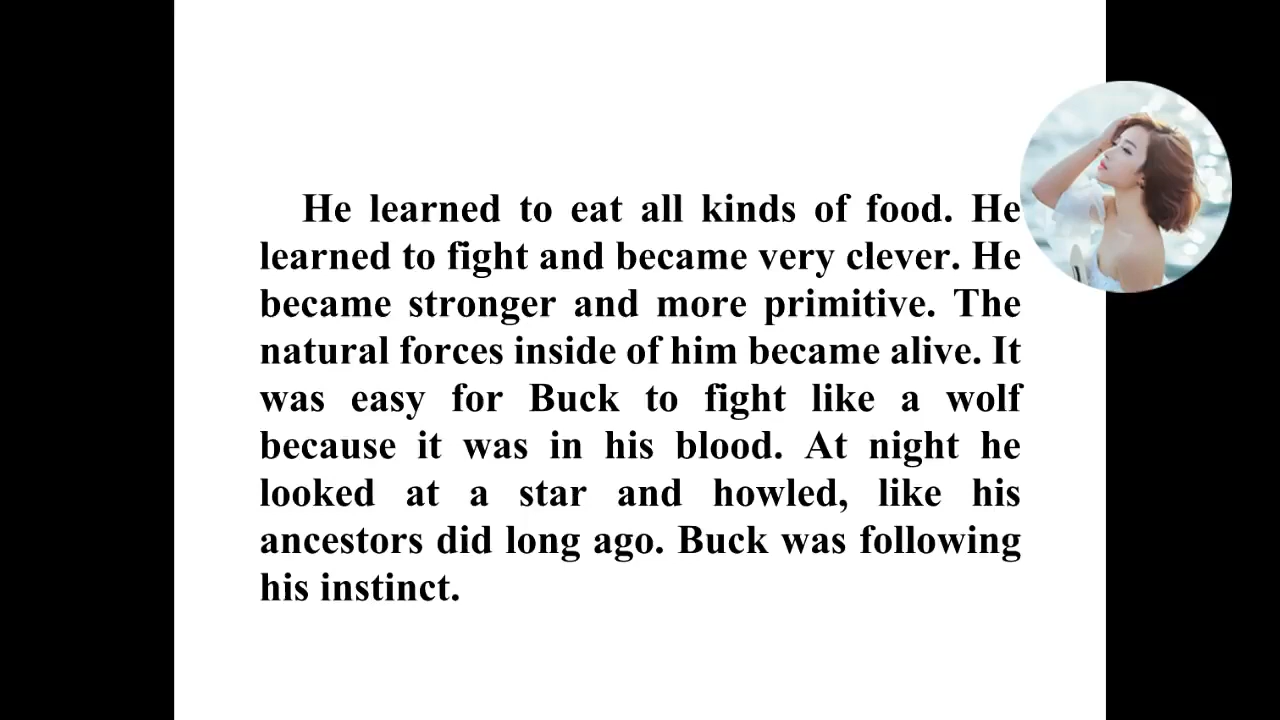 He learned to eat all kinds of food. He
learned to fight and became very clever. He
became stronger and more primitive. The
natural forces inside of him became alive. It
was easy for Buck to fight like a wolf
because it was in his blood. At night he
looked at a star and howled, like his
ancestors did long ago. Buck was following
his instinct.